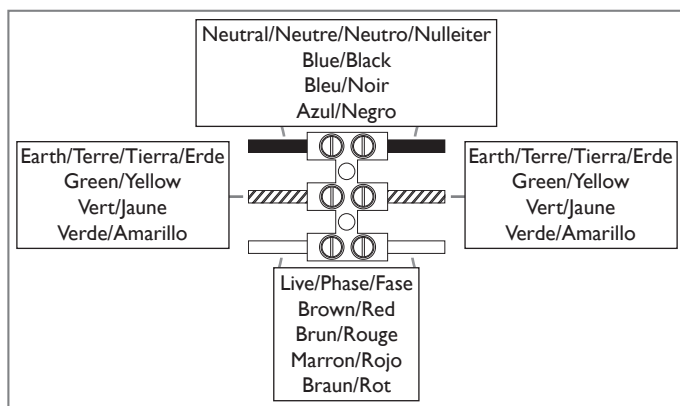 Neutral/Neutre/Neutro/Nulleiter
Blue/Black
Bleu/Noir
Azul/Negro
Earth/Terre/Tierra/Erde
Green/Yellow
Vert/Jaune
Verde/Amarillo
Earth/Terre/Tierra/Erde
Green/Yellow
Vert/Jaune
Verde/Amarillo
Live/Phase/Fase
Brown/Red
Brun/Rouge
Marron/Rojo
Braun/Rot